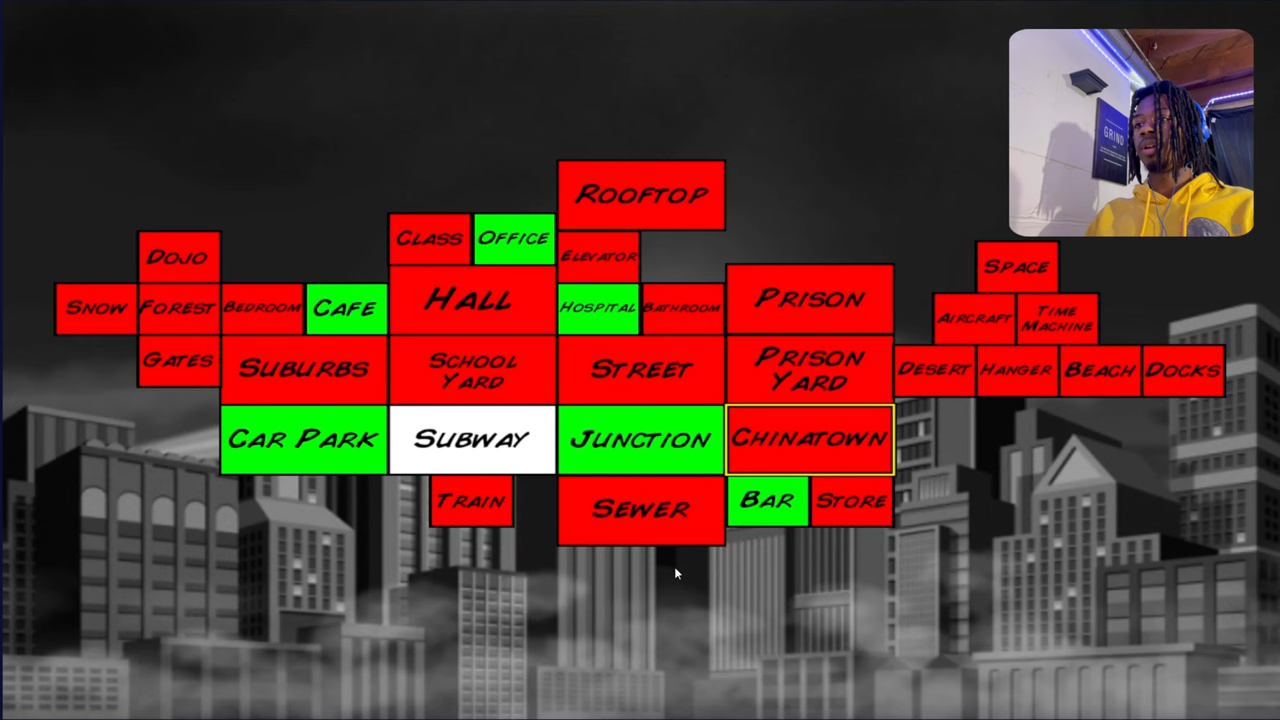 ROOFTOP
CLASS
OFFICE
DOJO
ELEVATOR
SPACE
SNOW
FOREST
BEDROOM
CAFE
HALL
HOSPITAL
BATHROOM
PRISON
AIRCRAFT
TIME
MACHINE
GATES
SUBURBS
SCHOOL
YARD
STREET
PRISON
YARD
DESERT
HANGER
BEACH
DOCKS
CAR PARK
SUBWAY
JUNCTION
CHINATOWN
TRAIN
SEWER
BAR
STORE
GRIND